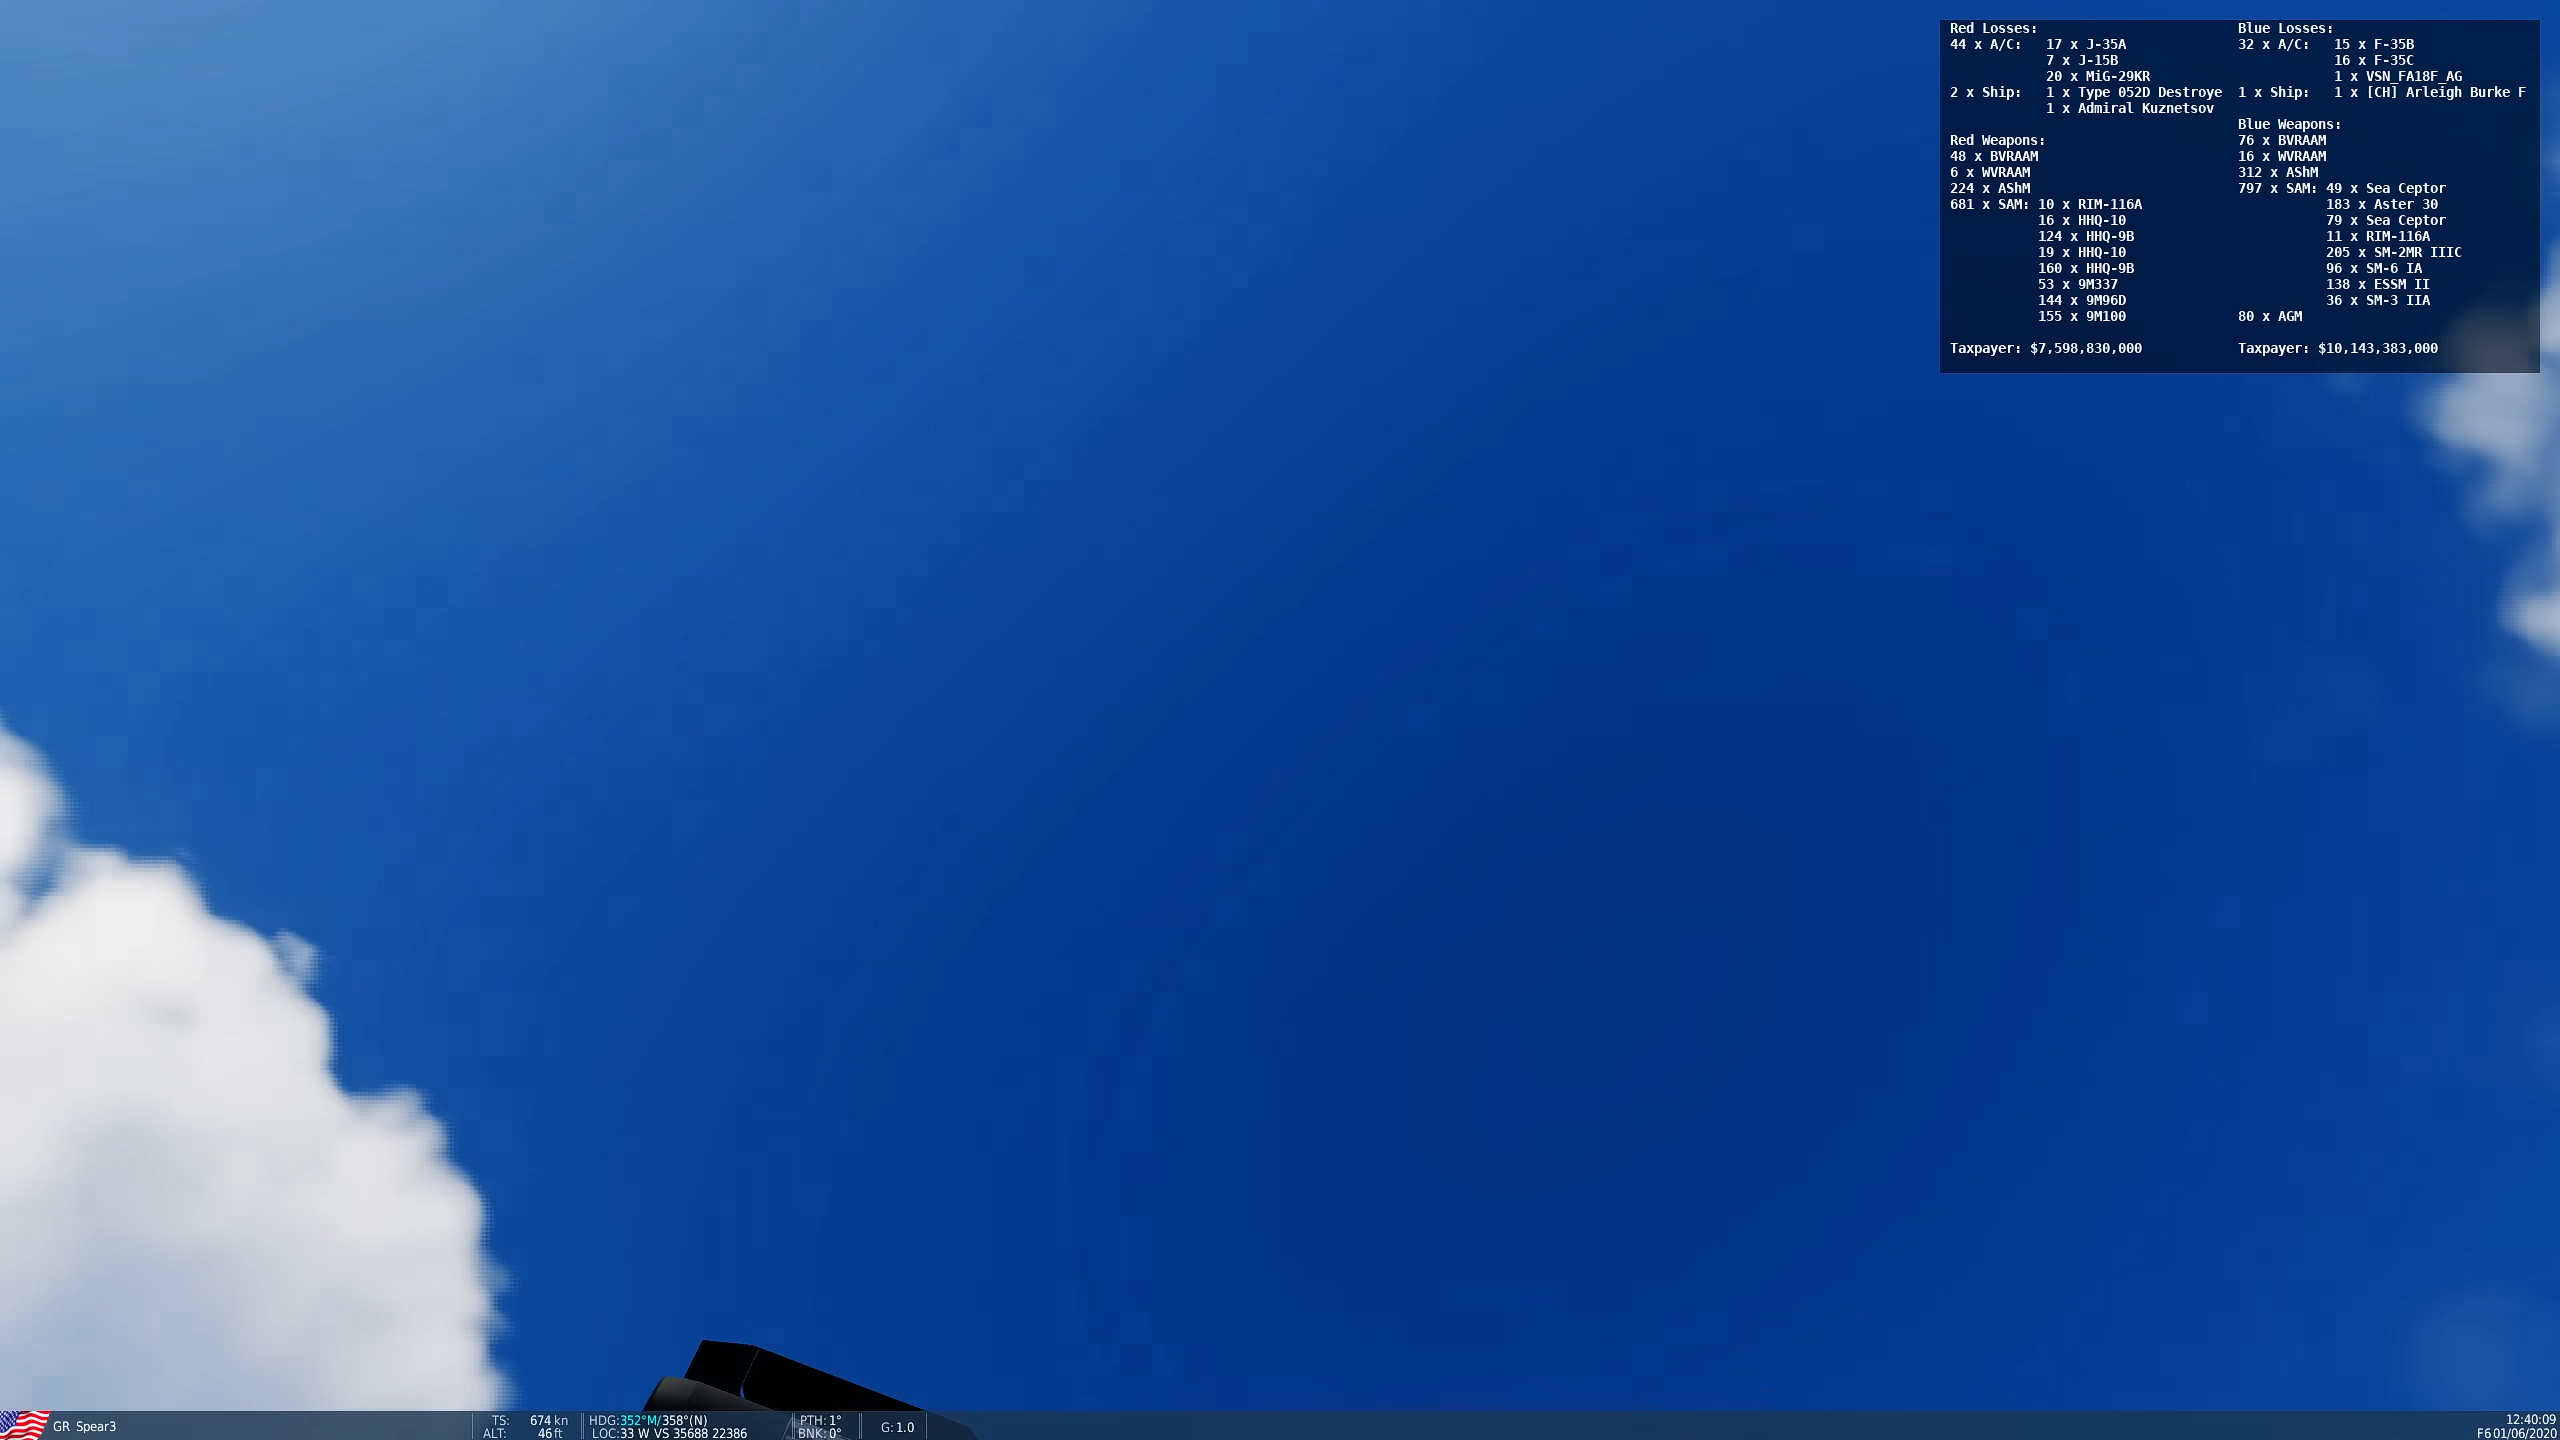 Red Losses:
44 x A/C: 17 x J-35A
7 x J-15B
20 x MiG-29KR
2 x Ship: 1 x Type 052D Destroye
1 x Admiral Kuznetsov
Red Weapons:
48 x BVRAAM
6 x WVRAAM
224 x AShM
681 x SAM: 10 x RIM-116A
16 x HHQ-10
124 x HHQ-9B
19 x HHQ-10
160 x HHQ-9B
53 x 9M337
144 x 9M96D
155 x 9M100
Taxpayer: $7,598,830,000
Blue Losses:
32 x A/C: 15 x F-35B
16 x F-35C
1 x VSN_FA18F_AG
1 x Ship: 1 x [CH] Arleigh Burke F
Blue Weapons:
76 x BVRAAM
16 x WVRAAM
312 x AShM
797 x SAM: 49 x Sea Ceptor
183 x Aster 30
79 x Sea Ceptor
11 x RIM-116A
205 x SM-2MR IIIC
96 x SM-6 IA
138 x ESSM II
36 x SM-3 IIA
80 x AGM
Taxpayer: $10,143,383,000
GR Spear3
TS: 674 kn
ALT: 46 ft
HDG:352°M/358°(N)
LOC:33 W VS 35688 22386
PTH: 1°
BNK: 0°
G: 1.0
12:40:09
F6 01/06/2020